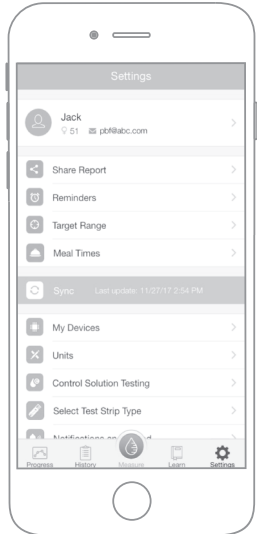 Settings
Jack
51 pbf@abc.com
Share Report
Reminders
Target Range
Meal Times
Sync Last update: 11/27/17 2:54 PM
My Devices
Units
Control Solution Testing
Select Test Strip Type
Progress History Measure Learn Settings